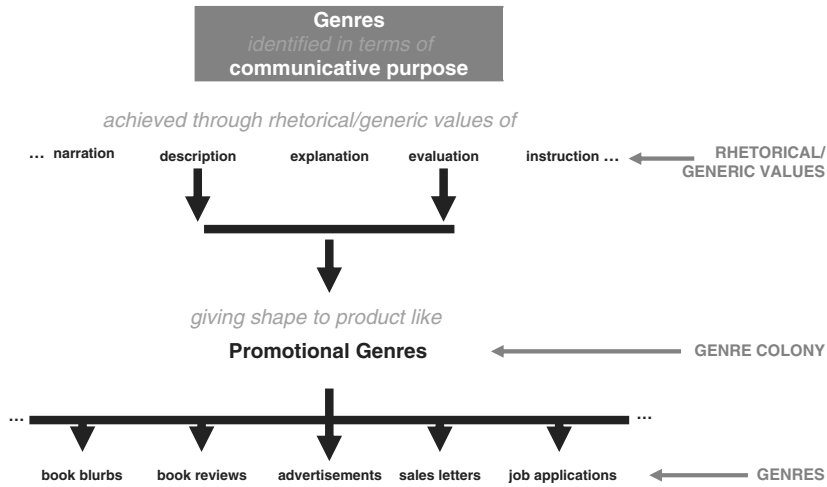 Genres
identified in terms of
communicative purpose
achieved through rhetorical/generic values of
... narration description explanation evaluation instruction ...
RHETORICAL/
GENERIC VALUES
giving shape to product like
Promotional Genres
GENRE COLONY
... ...
book blurbs book reviews advertisements sales letters job applications
GENRES